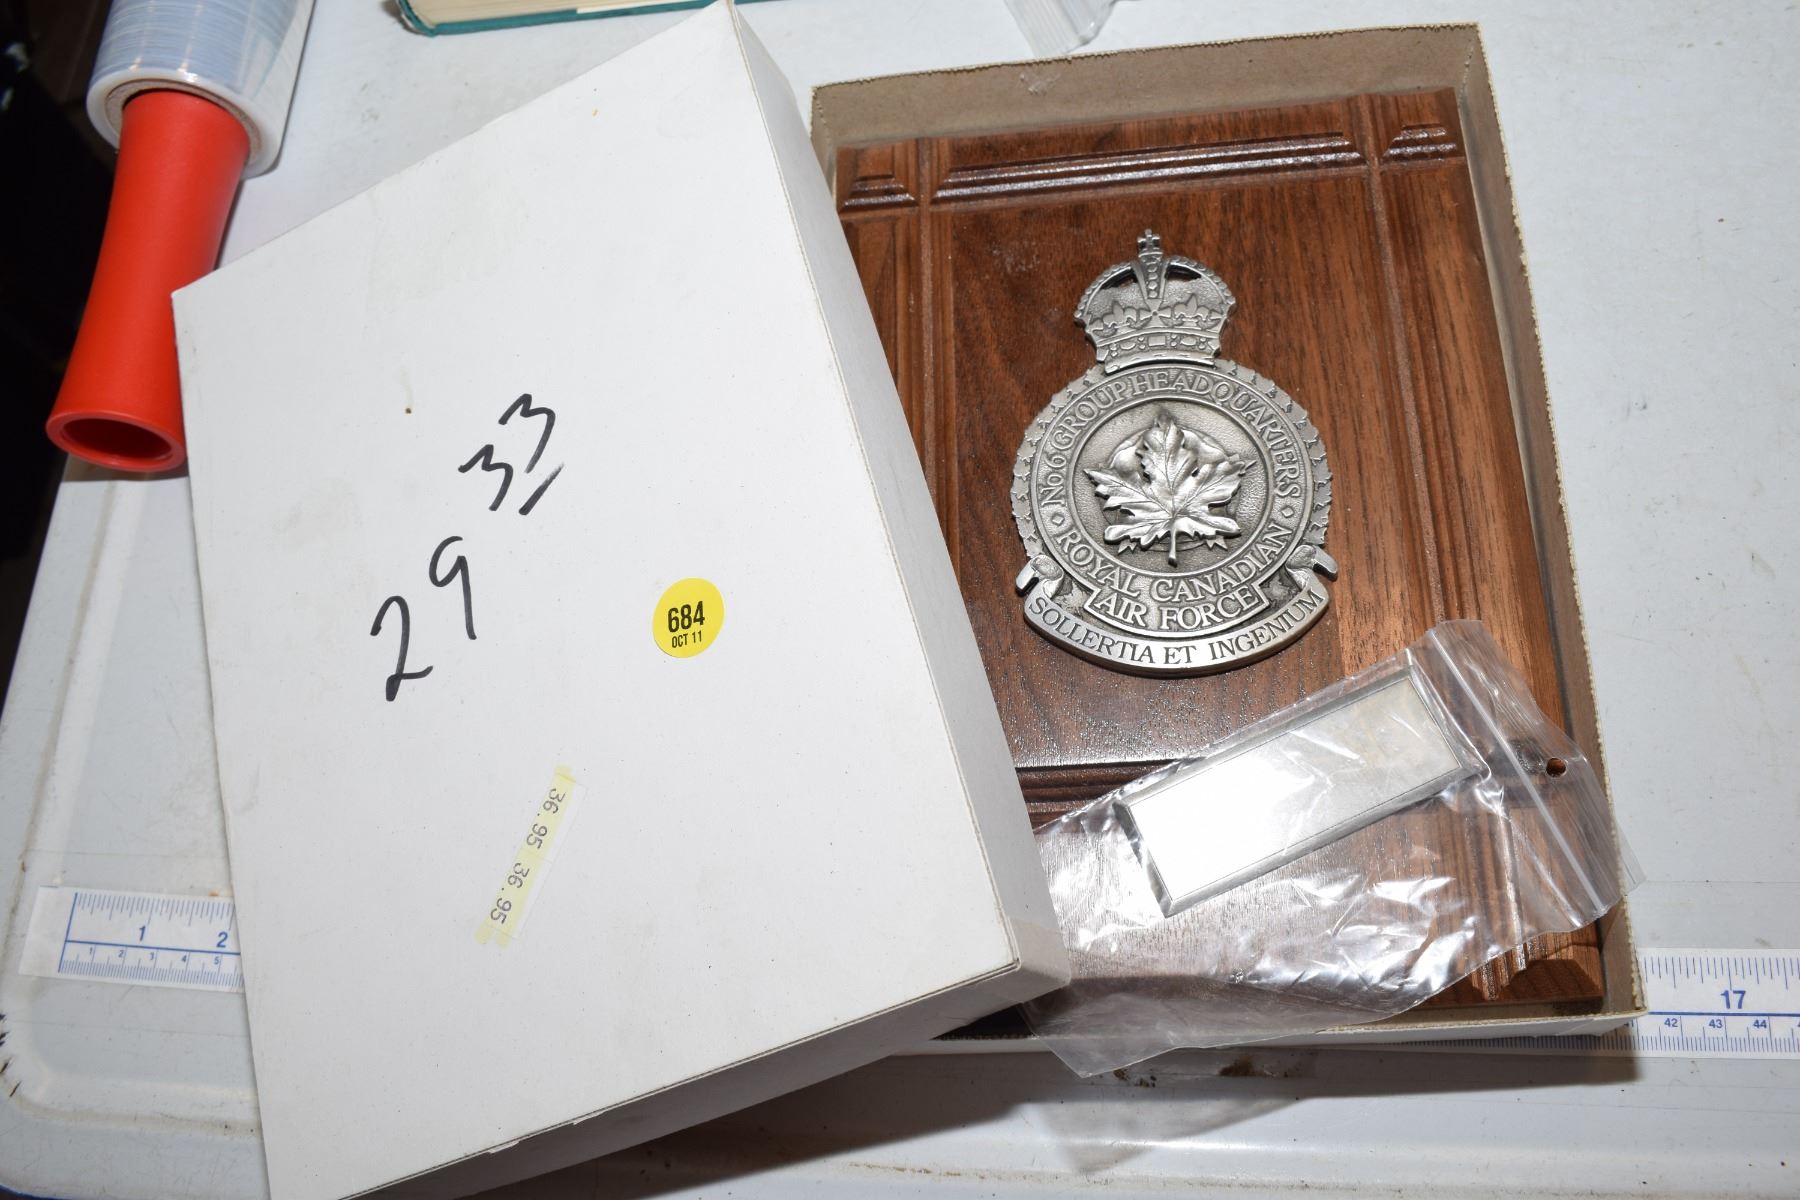 29 33
684
OCT 11
36.95 36.95
No 6 GROUP HEADQUARTERS
ROYAL CANADIAN
AIR FORCE
SOLLERTIA ET INGENIUM
1 2
1 2 3 4 5
17
42 43 44